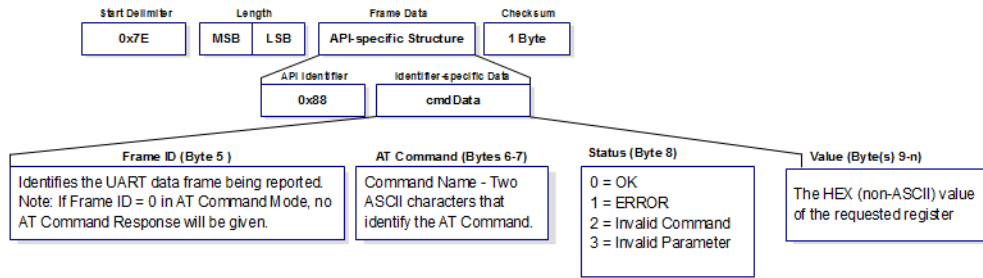 Start Delimiter Length Frame Data Checksum
0x7E MSB LSB API-specific Structure 1 Byte
API Identifier Identifier-specific Data
0x88 cmdData
Frame ID (Byte 5 )
Identifies the UART data frame being reported.
Note: If Frame ID = 0 in AT Command Mode, no
AT Command Response will be given.
AT Command (Bytes 6-7)
Command Name - Two
ASCII characters that
identify the AT Command.
Status (Byte 8)
0 = OK
1 = ERROR
2 = Invalid Command
3 = Invalid Parameter
Value (Byte(s) 9-n)
The HEX (non-ASCII) value
of the requested register